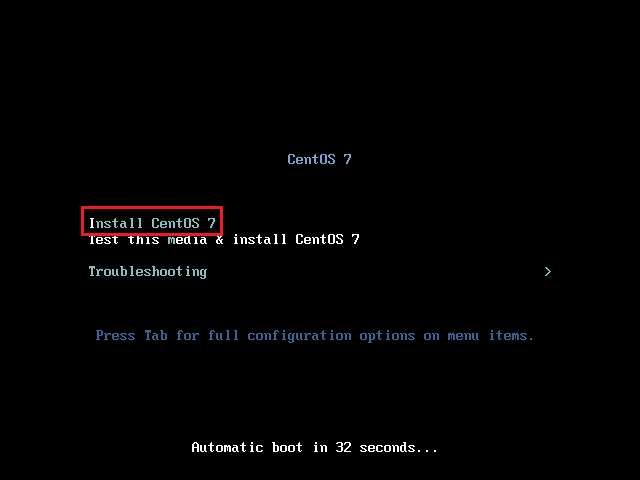 CentOS 7
Install CentOS 7
Test this media & install CentOS 7
Troubleshooting >
Press Tab for full configuration options on menu items.
Automatic boot in 32 seconds...